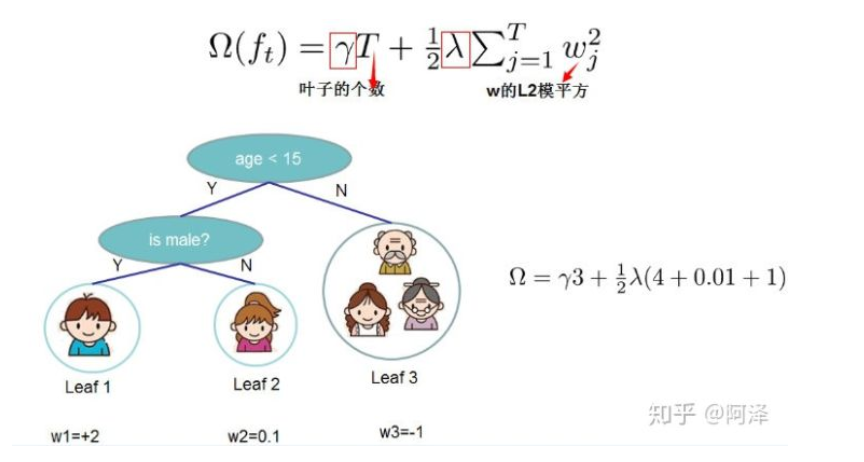 Ω(f_t) = γT + ½λ∑_{j=1}^{T} w_j^2
叶子的个数
w的L2模平方
age < 15
Y
N
is male?
Y
N
Ω = γ3 + ½λ(4 + 0.01 + 1)
Leaf 1
Leaf 2
Leaf 3
w1=+2
w2=0.1
w3=-1
知乎 @阿泽